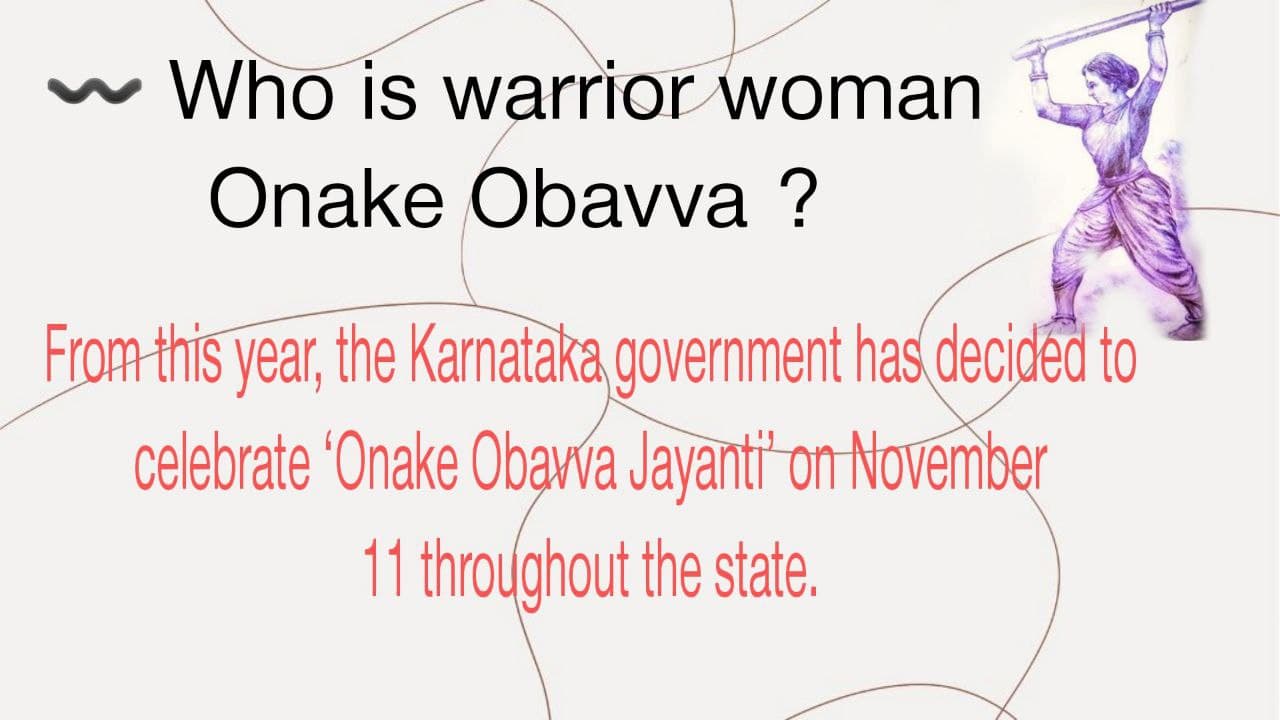 〰 Who is warrior woman
Onake Obavva ?
From this year, the Karnataka government has decided to
celebrate ‘Onake Obavva Jayanti’ on November
11 throughout the state.